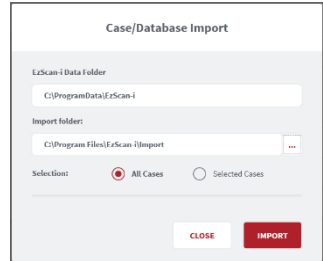 Case/Database Import
EzScan-i Data Folder
C:\ProgramData\EzScan-i
Import folder:
C:\Program Files\EzScan-i\Import
...
Selection: All Cases Selected Cases
CLOSE IMPORT